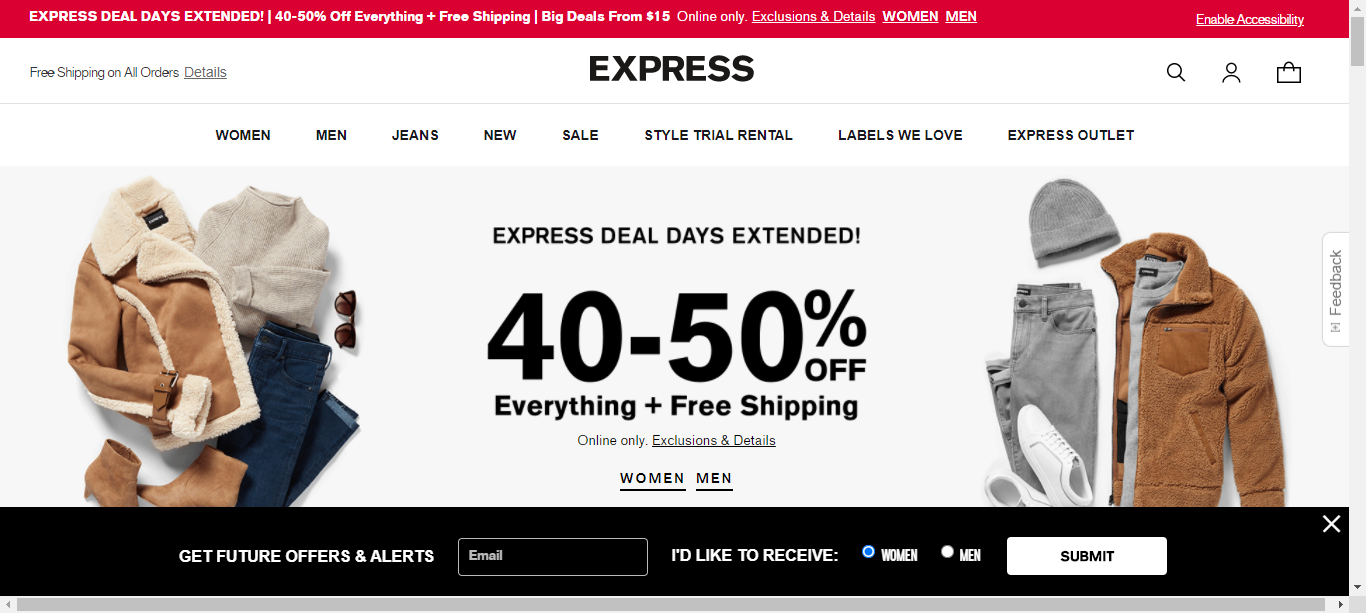 EXPRESS DEAL DAYS EXTENDED! | 40-50% Off Everything + Free Shipping | Big Deals From $15 Online only. Exclusions & Details WOMEN MEN
Enable Accessibility
Free Shipping on All Orders Details
EXPRESS
WOMEN MEN JEANS NEW SALE STYLE TRIAL RENTAL LABELS WE LOVE EXPRESS OUTLET
EXPRESS DEAL DAYS EXTENDED!
40-50% OFF
Everything + Free Shipping
Online only. Exclusions & Details
WOMEN MEN
Feedback
GET FUTURE OFFERS & ALERTS Email I'D LIKE TO RECEIVE: WOMEN MEN SUBMIT